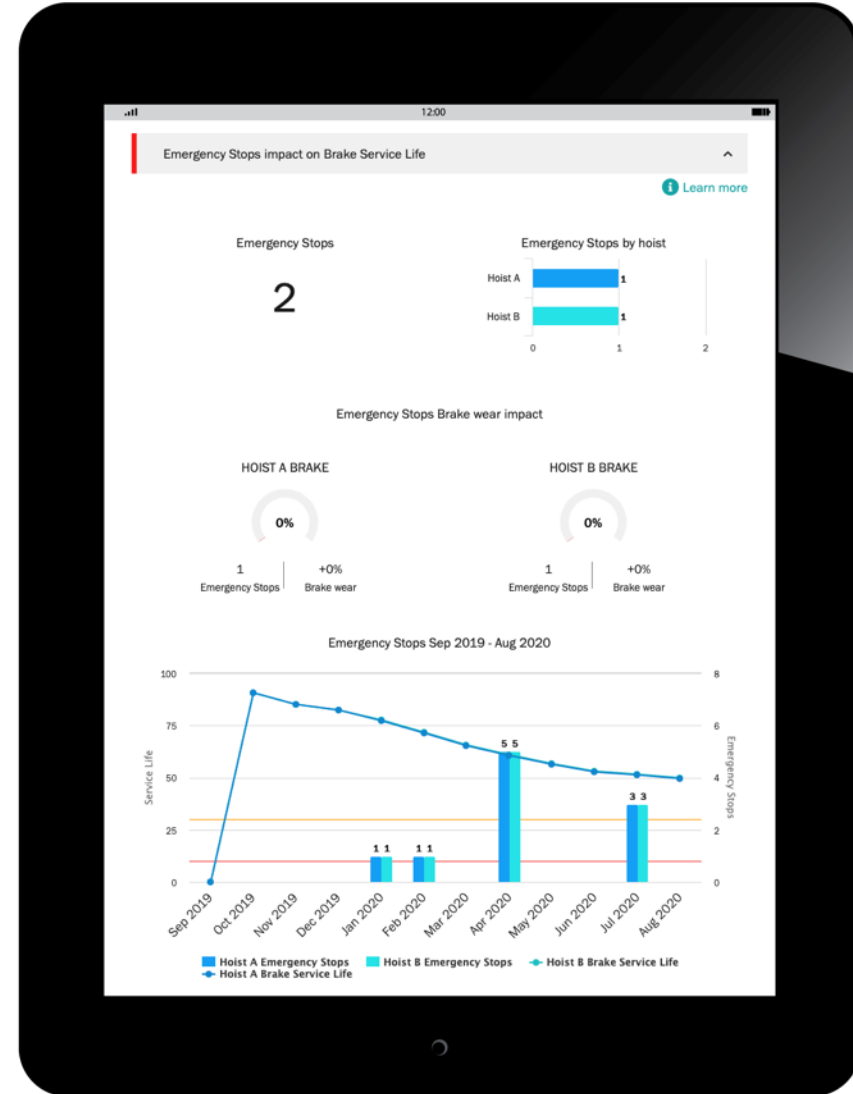 12:00
Emergency Stops impact on Brake Service Life
Learn more
Emergency Stops
2
Emergency Stops by hoist
Hoist A
1
Hoist B
1
0 1 2
Emergency Stops Brake wear impact
HOIST A BRAKE
0%
1 +0%
Emergency Stops Brake wear
HOIST B BRAKE
0%
1 +0%
Emergency Stops Brake wear
Emergency Stops Sep 2019 - Aug 2020
Service Life
100
75
50
25
0
Emergency Stops
8
6
4
2
0
1 1
1 1
5 5
3 3
Sep 2019
Oct 2019
Nov 2019
Dec 2019
Jan 2020
Feb 2020
Mar 2020
Apr 2020
May 2020
Jun 2020
Jul 2020
Aug 2020
Hoist A Emergency Stops Hoist B Emergency Stops Hoist B Brake Service Life
Hoist A Brake Service Life